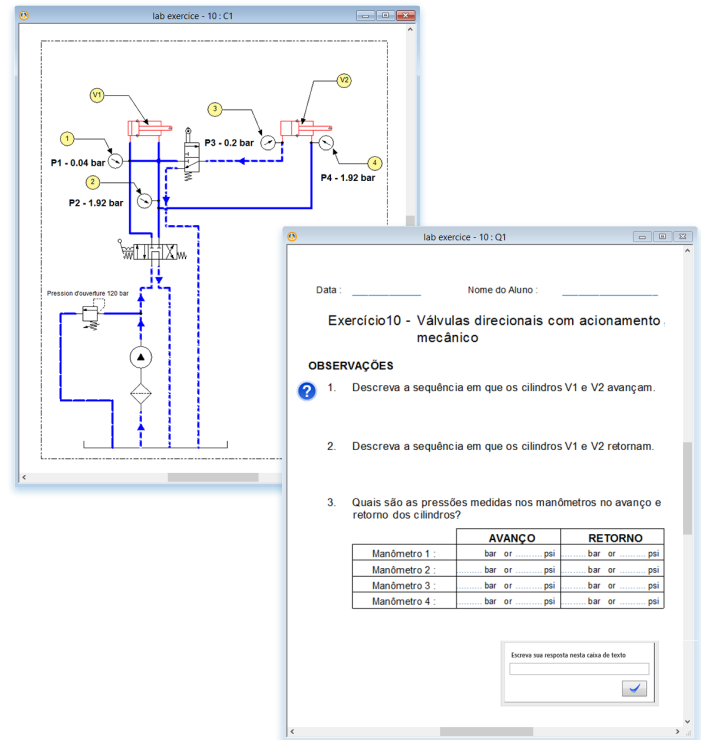 lab exercice - 10 : C1
V1
V2
3
1
P3 - 0.2 bar
P1 - 0.04 bar
4
2
P4 - 1.92 bar
P2 - 1.92 bar
Pression d'ouverture 120 bar
lab exercice - 10 : Q1
Data : ______________ Nome do Aluno : ___________________
Exercício10 - Válvulas direcionais com acionamento
mecânico
OBSERVAÇÕES
?
1. Descreva a sequência em que os cilindros V1 e V2 avançam.
2. Descreva a sequência em que os cilindros V1 e V2 retornam.
3. Quais são as pressões medidas nos manômetros no avanço e
retorno dos cilindros?
AVANÇO RETORNO
Manômetro 1 : .......... bar or .......... psi .......... bar or .......... psi
Manômetro 2 : .......... bar or .......... psi .......... bar or .......... psi
Manômetro 3 : .......... bar or .......... psi .......... bar or .......... psi
Manômetro 4 : .......... bar or .......... psi .......... bar or .......... psi
Escreva sua resposta nesta caixa de texto